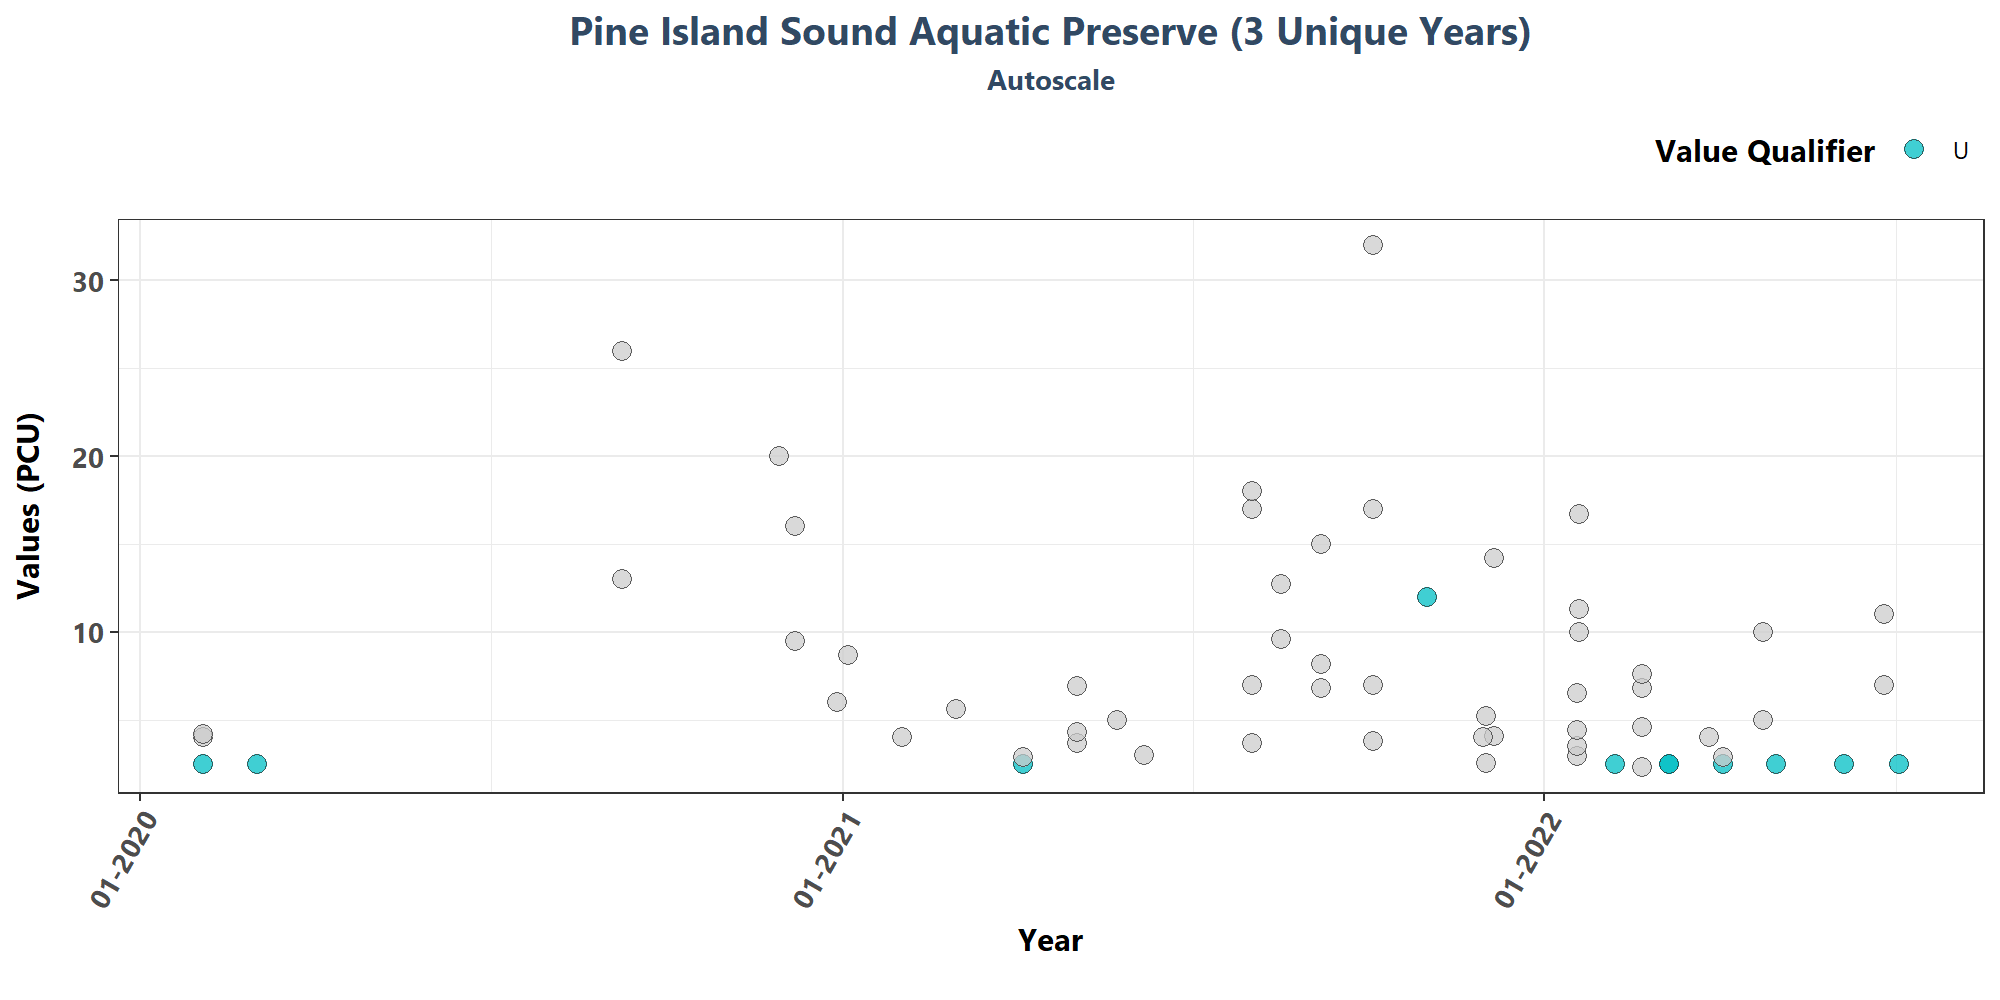 Pine Island Sound Aquatic Preserve (3 Unique Years)
Autoscale
Value Qualifier U
Values (PCU)
30
20
10
01-2020
01-2021
01-2022
Year